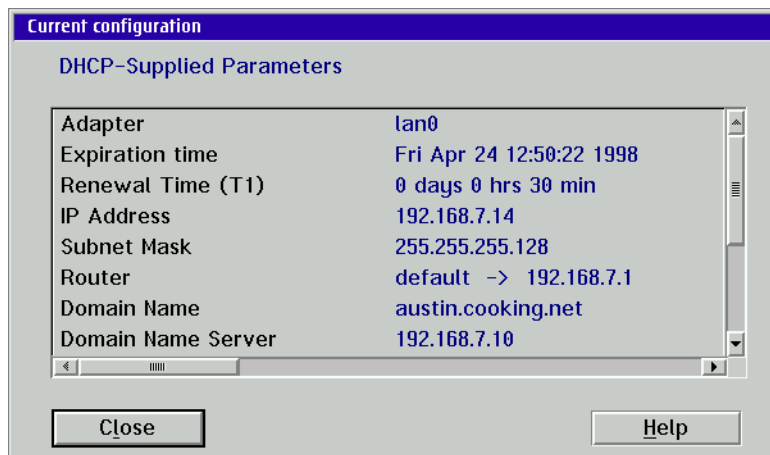 Current configuration
DHCP-Supplied Parameters
Adapter lan0
Expiration time Fri Apr 24 12:50:22 1998
Renewal Time (T1) 0 days 0 hrs 30 min
IP Address 192.168.7.14
Subnet Mask 255.255.255.128
Router default -> 192.168.7.1
Domain Name austin.cooking.net
Domain Name Server 192.168.7.10
Close Help